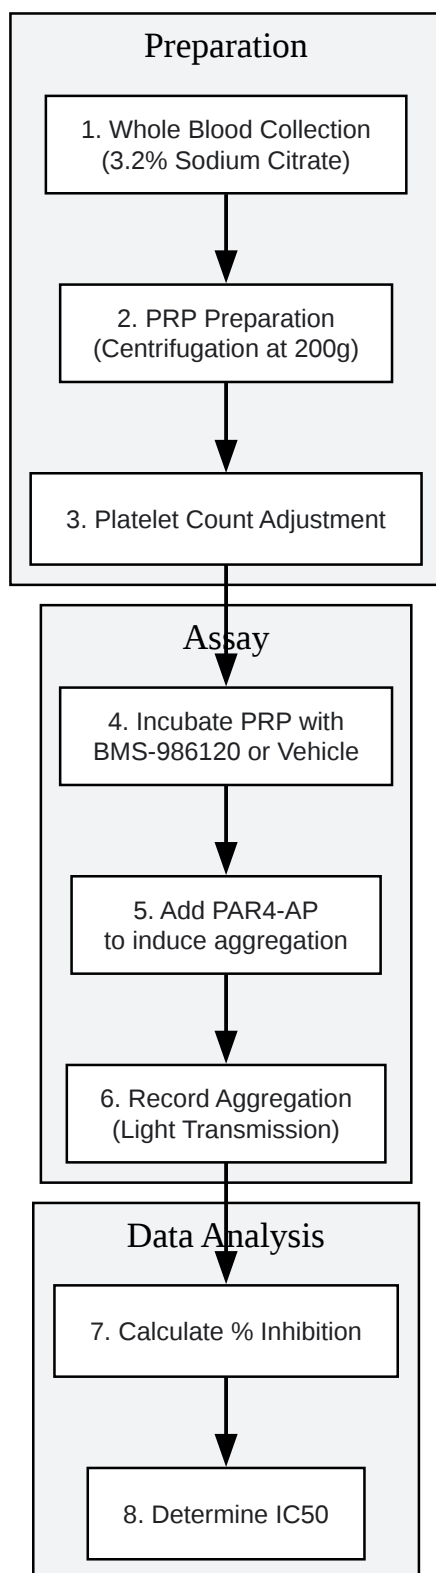 Preparation
1. Whole Blood Collection
(3.2% Sodium Citrate)
2. PRP Preparation
(Centrifugation at 200g)
3. Platelet Count Adjustment
Assay
4. Incubate PRP with
BMS-986120 or Vehicle
5. Add PAR4-AP
to induce aggregation
6. Record Aggregation
(Light Transmission)
Data Analysis
7. Calculate % Inhibition
8. Determine IC50